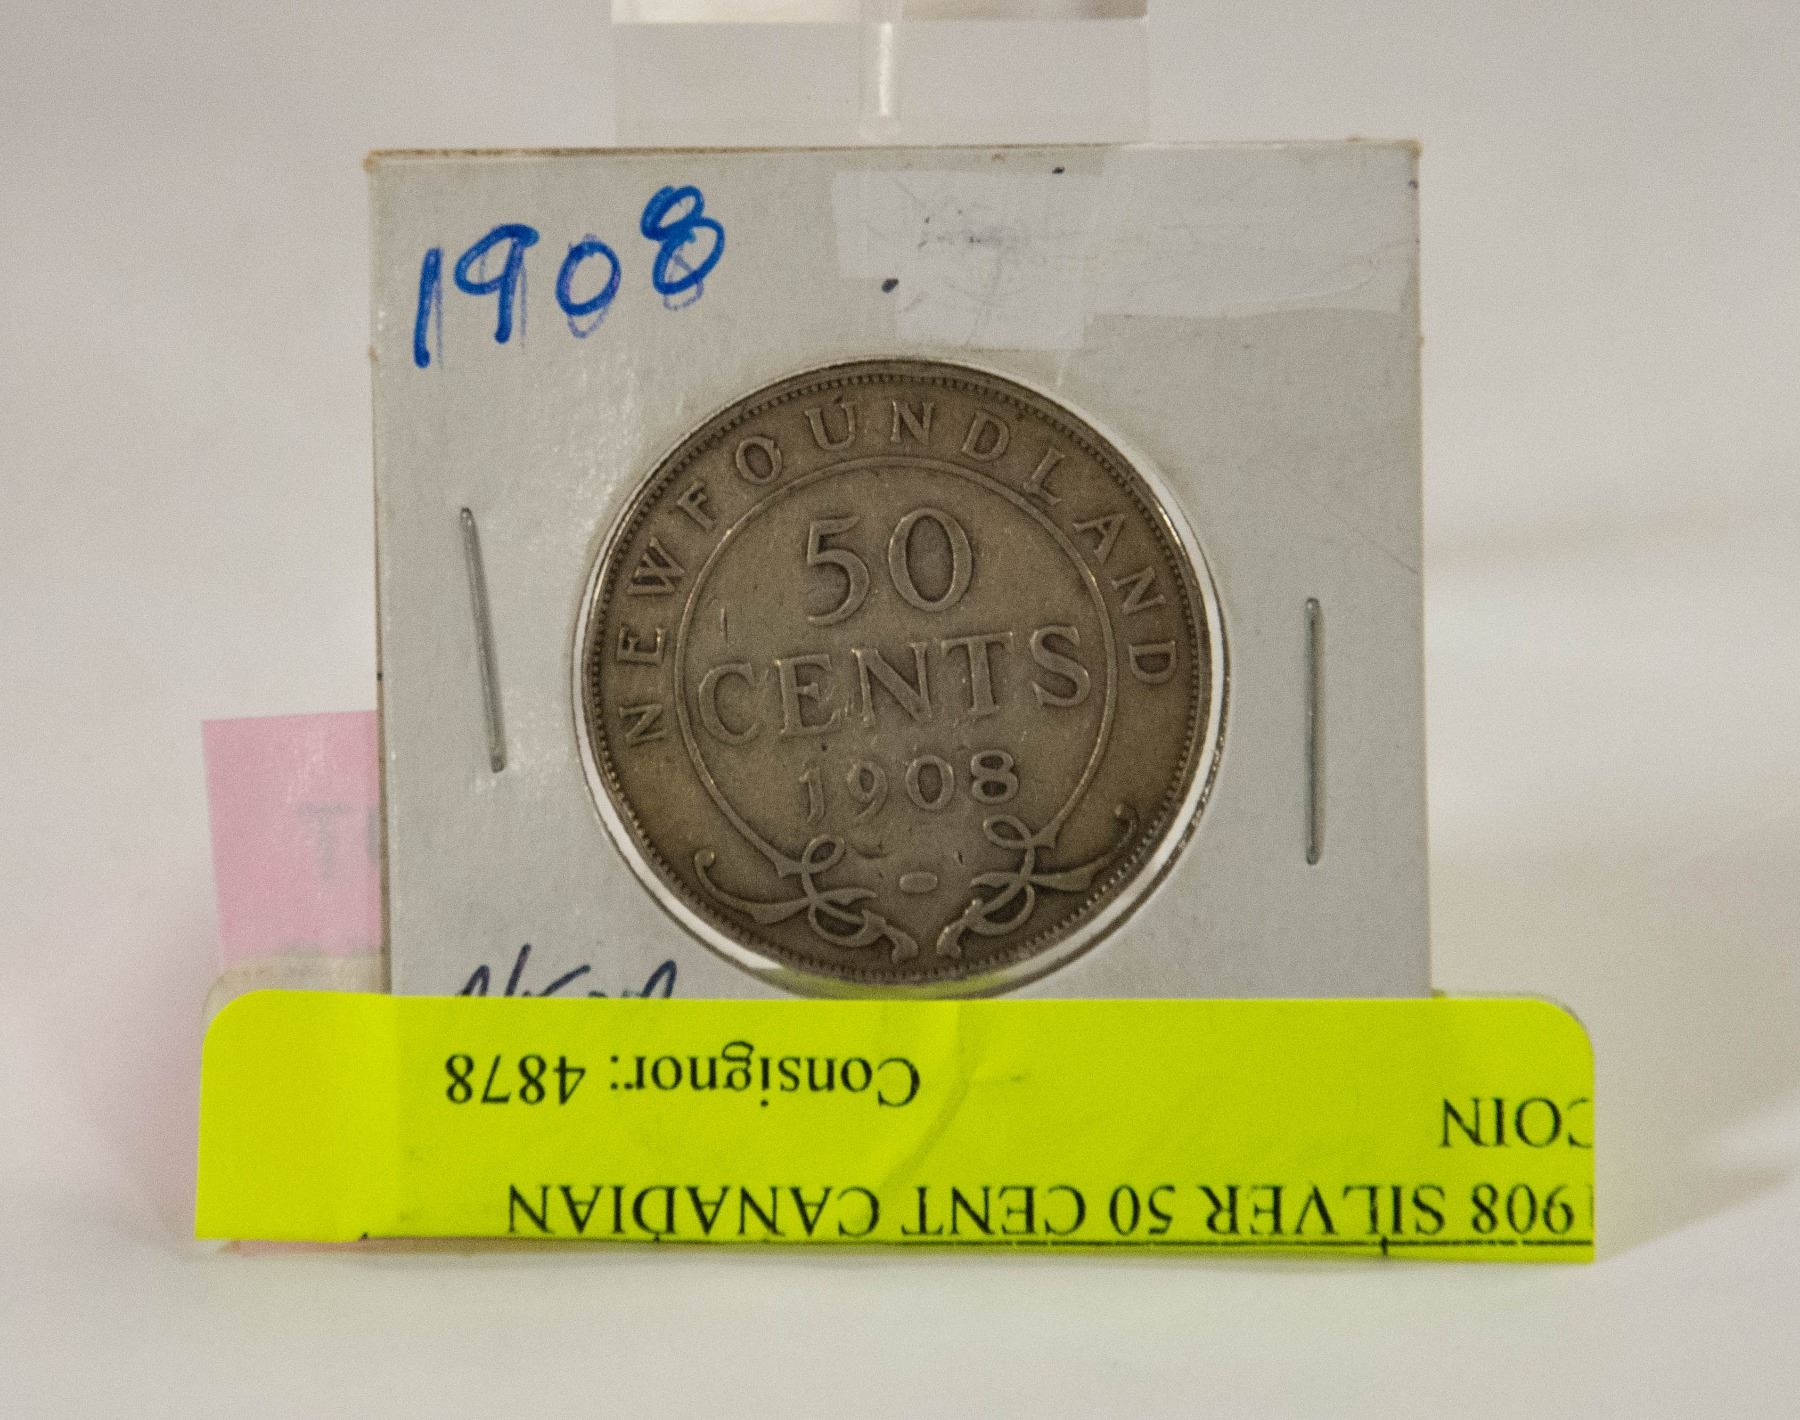 1908
NEWFOUNDLAND
50
CENTS
1908
908 SILVER 50 CENT CANADIAN
COIN
Consignor: 4878